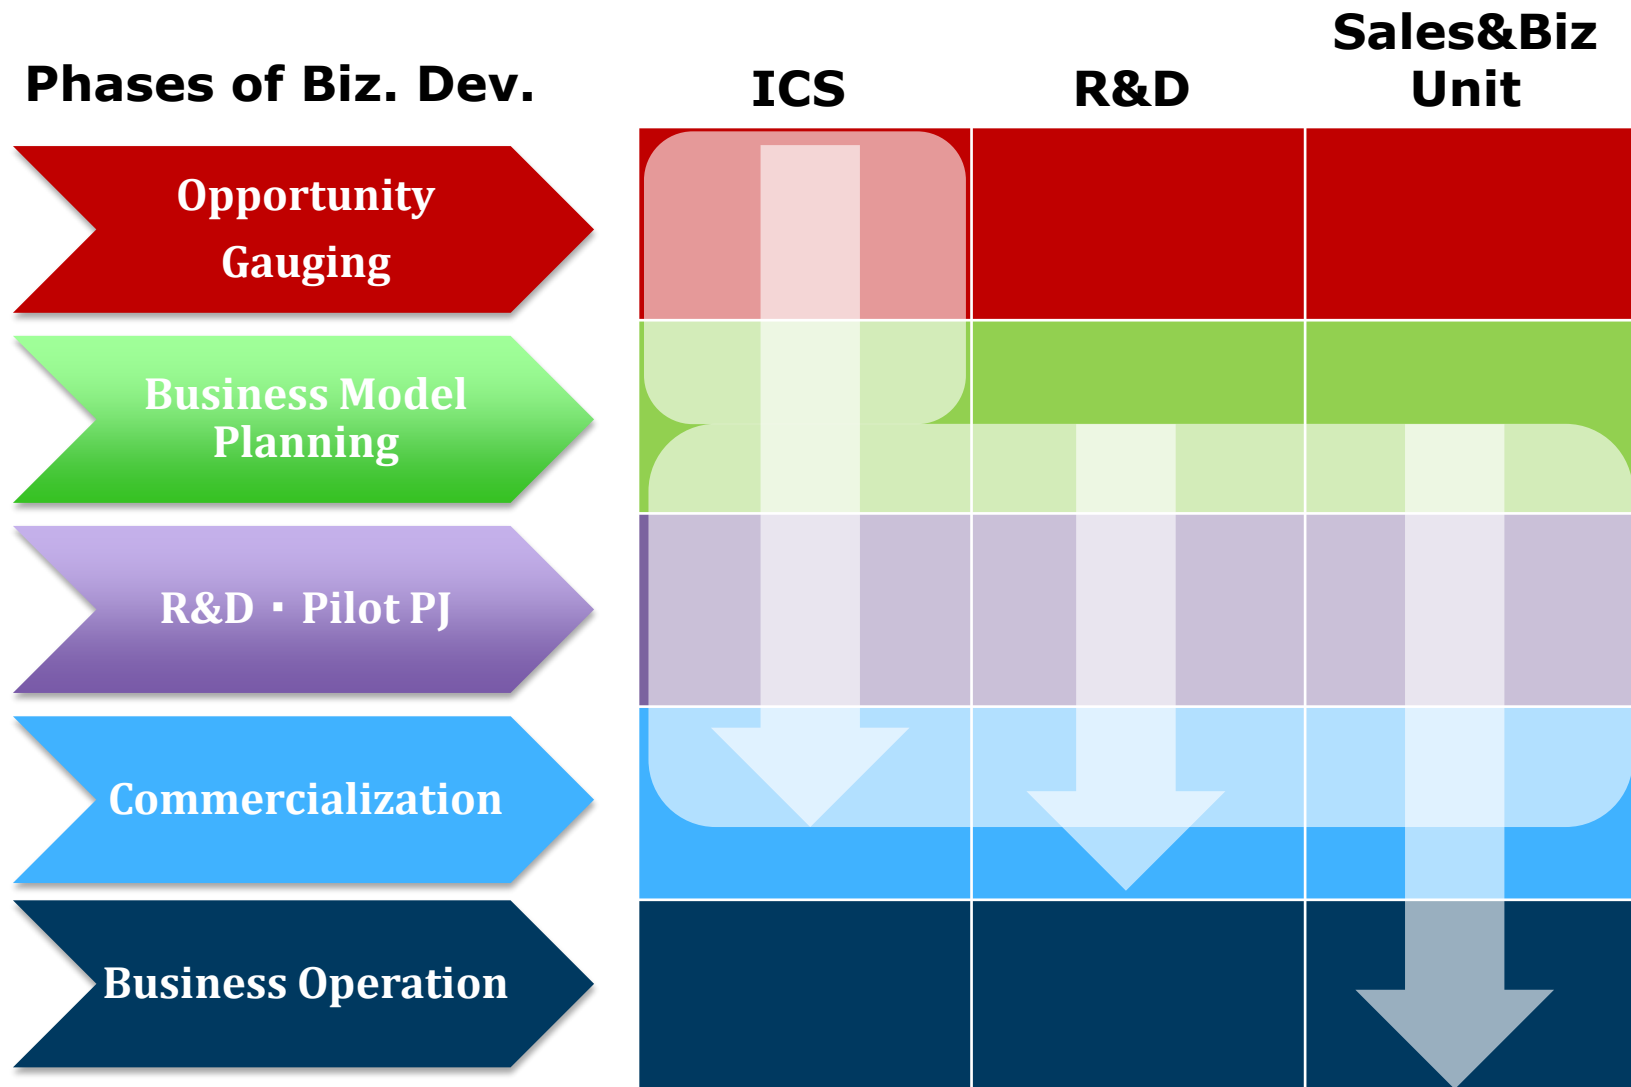 Phases of Biz. Dev.
ICS
R&D
Sales&Biz
Unit
Opportunity
Gauging
Business Model
Planning
R&D・Pilot PJ
Commercialization
Business Operation